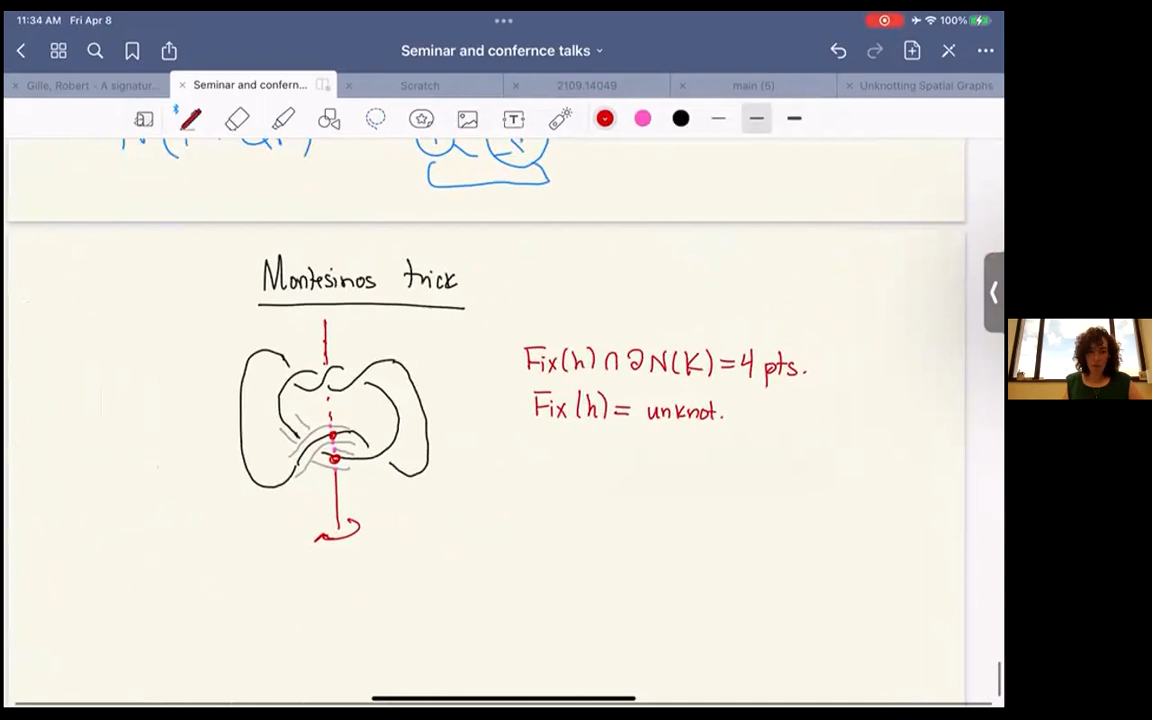 11:34 AM Fri Apr 8
100%
Seminar and confernce talks
Gille, Robert - A signatur...
Seminar and confern...
Scratch
2109.14049
main (5)
Unknotting Spatial Graphs
Montesinos trick
Fix(h) ∩ ∂N(K) = 4 pts.
Fix(h) = unknot.